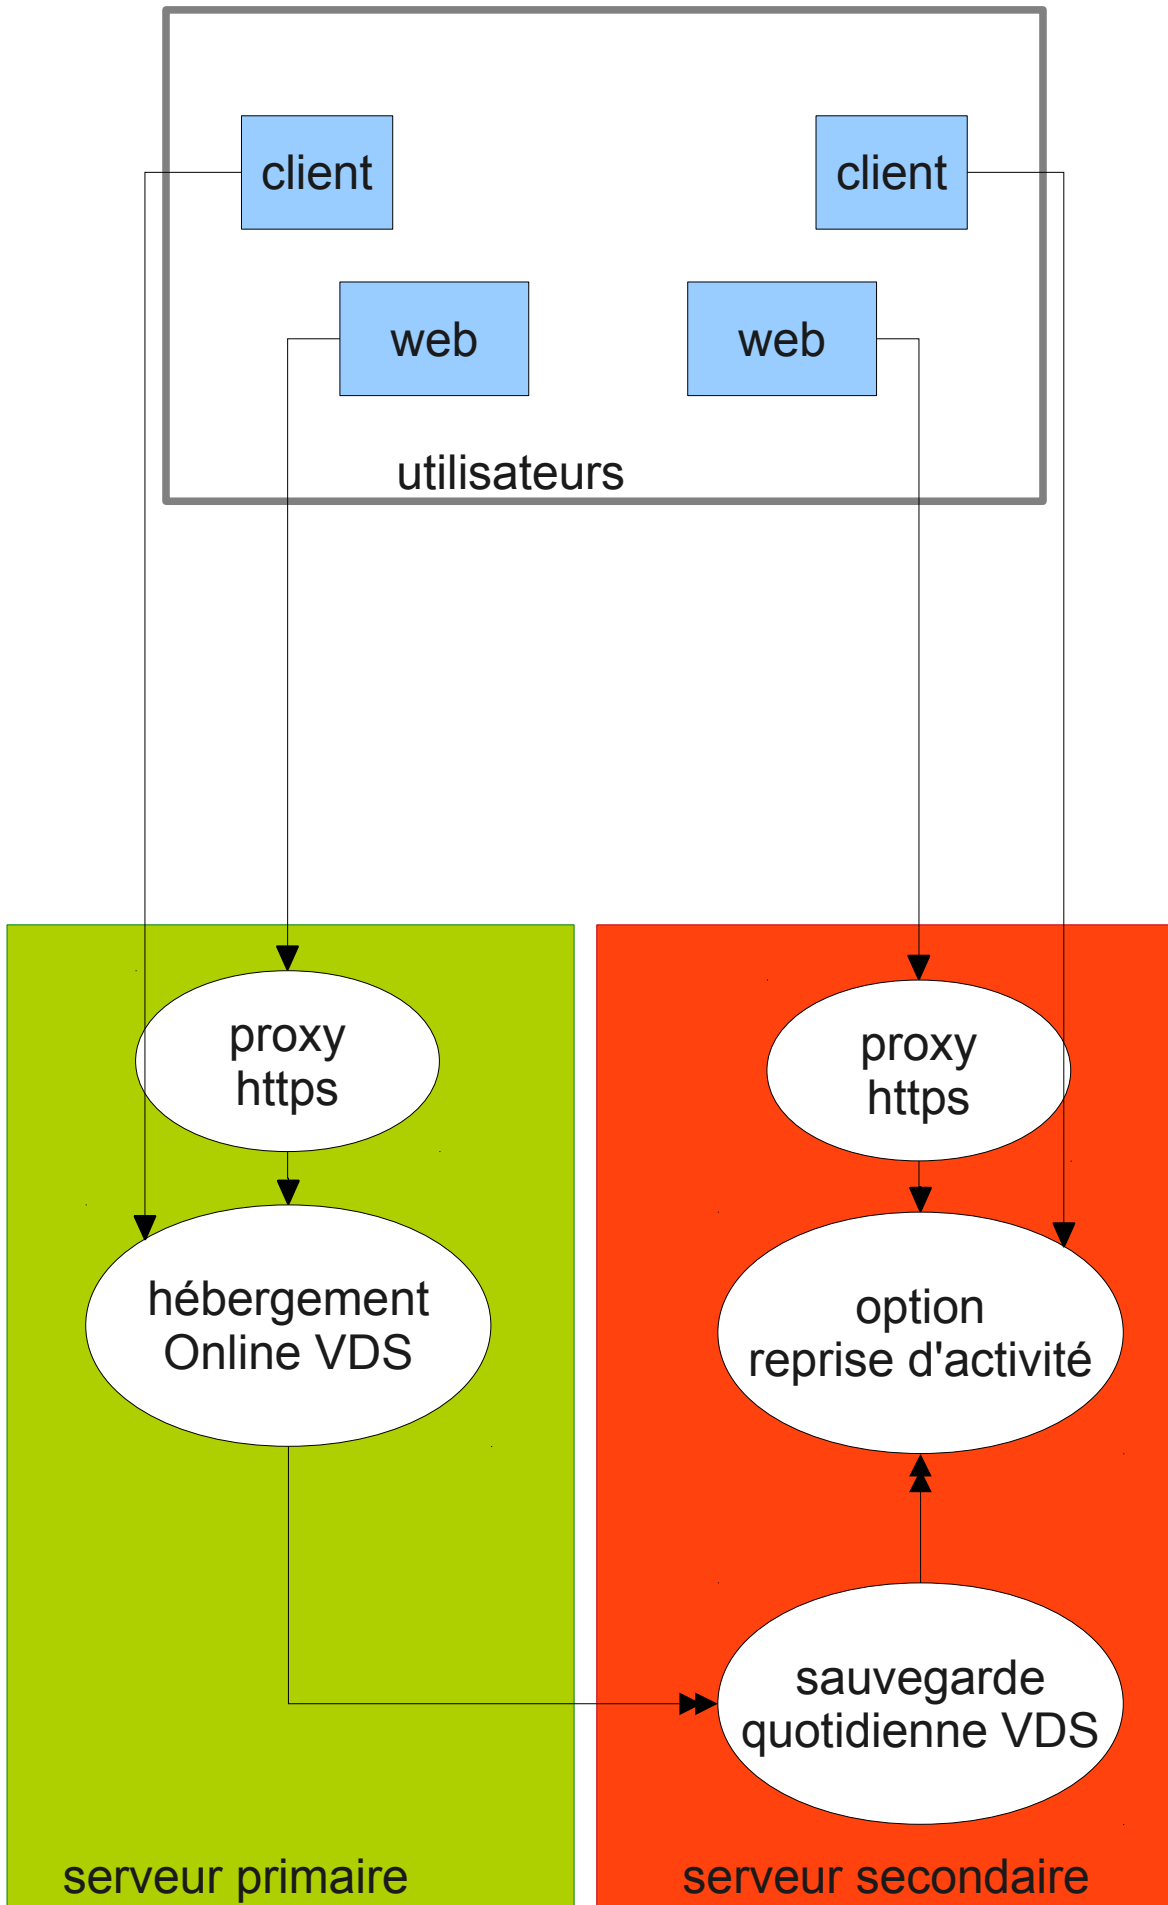 client
client
web
web
utilisateurs
proxy
https
proxy
https
hébergement
Online VDS
option
reprise d'activité
sauvegarde
quotidienne VDS
serveur primaire
serveur secondaire